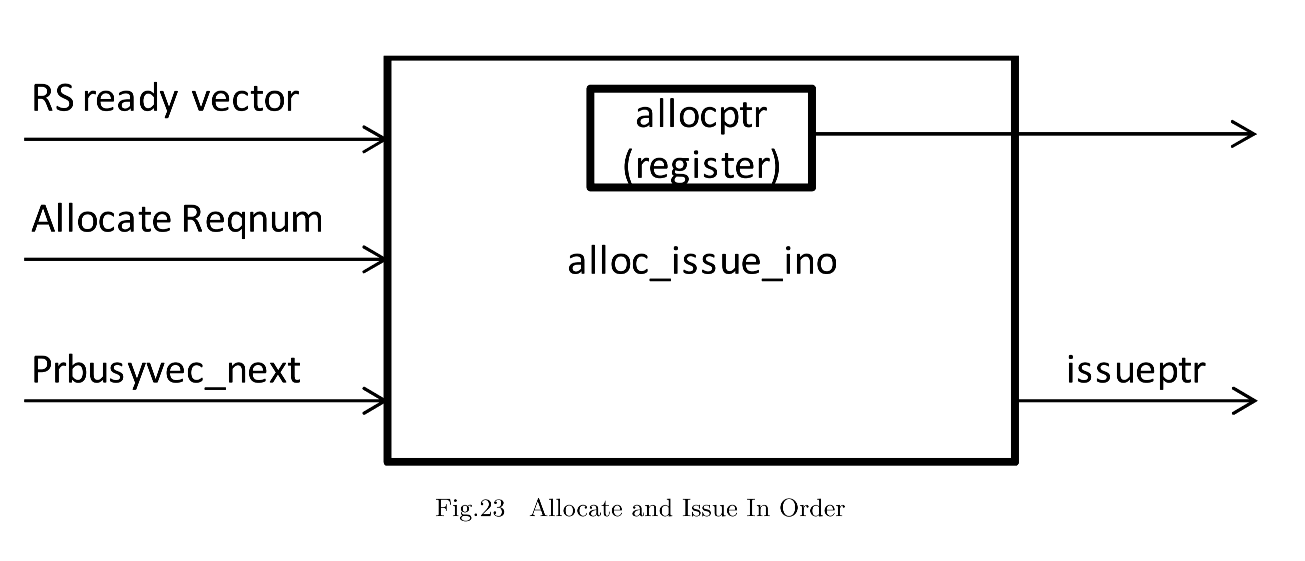 RS ready vector
allocptr
(register)
Allocate Reqnum
alloc_issue_ino
Prbusyvec_next
issueptr
Fig.23 Allocate and Issue In Order